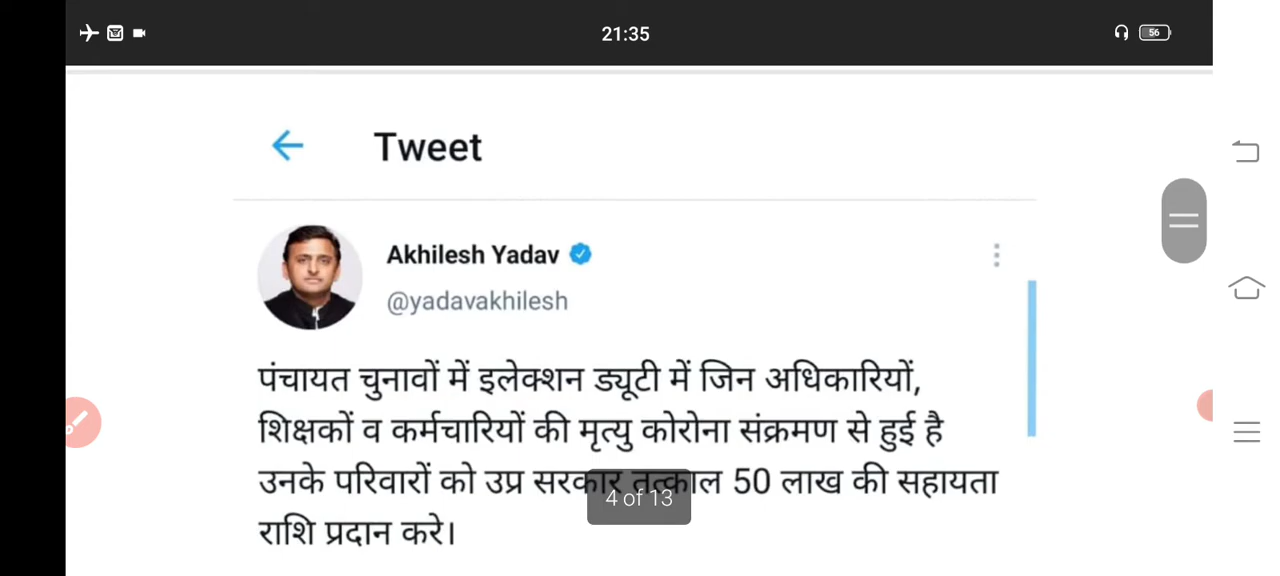 21:35
56
Tweet
Akhilesh Yadav
@yadavakhilesh
पंचायत चुनावों में इलेक्शन ड्यूटी में जिन अधिकारियों,
शिक्षकों व कर्मचारियों की मृत्यु कोरोना संक्रमण से हुई है
उनके परिवारों को उप्र सरकार तत्काल 50 लाख की सहायता
4 of 13
राशि प्रदान करे।